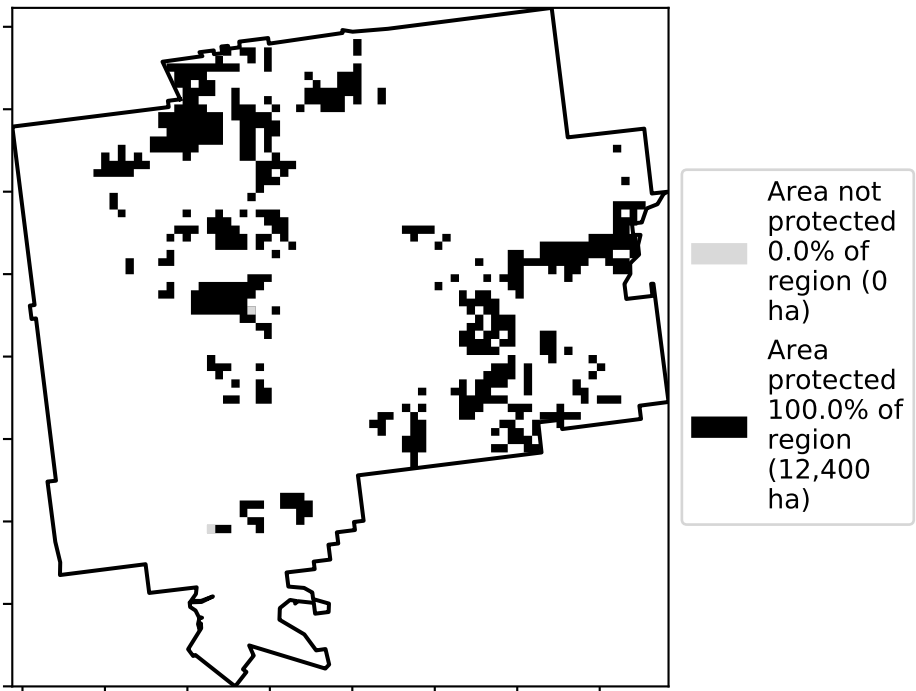 Area not
protected
0.0% of
region (0
ha)
Area
protected
100.0% of
region
(12,400
ha)